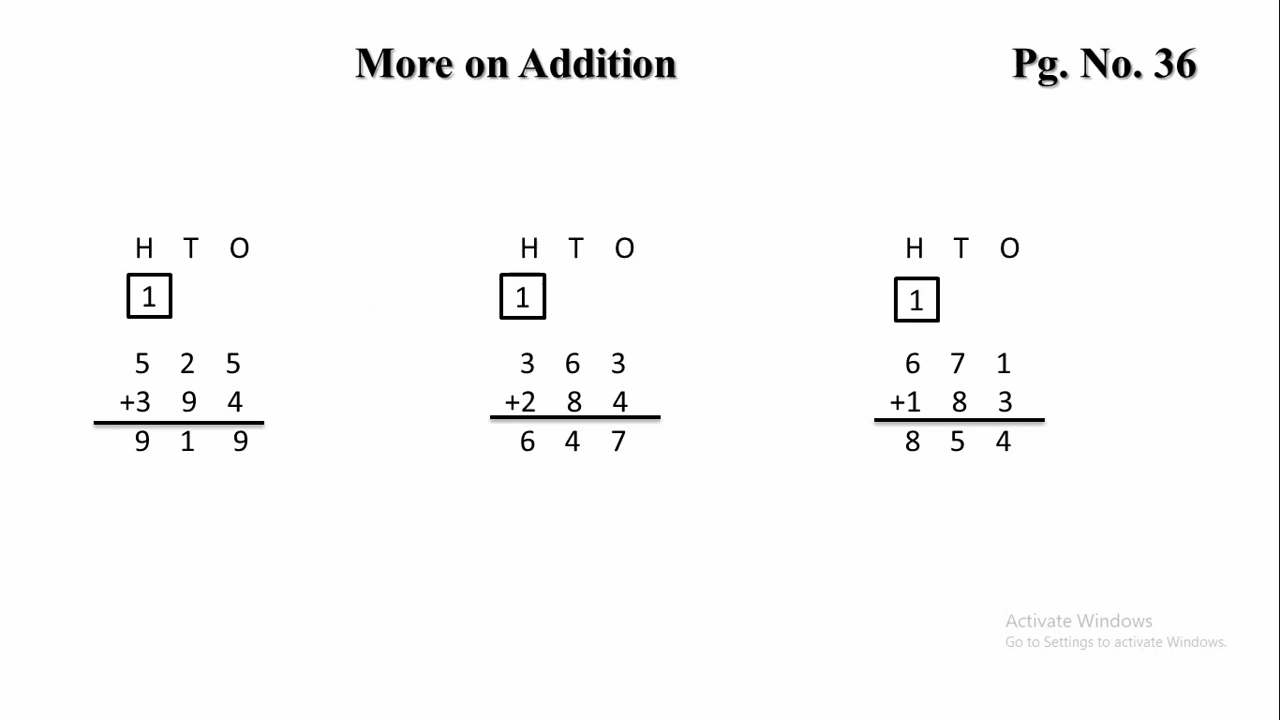 More on Addition Pg. No. 36
H T O H T O H T O
1 1 1
5 2 5 3 6 3 6 7 1
+3 9 4 +2 8 4 +1 8 3
9 1 9 6 4 7 8 5 4
Activate Windows
Go to Settings to activate Windows.